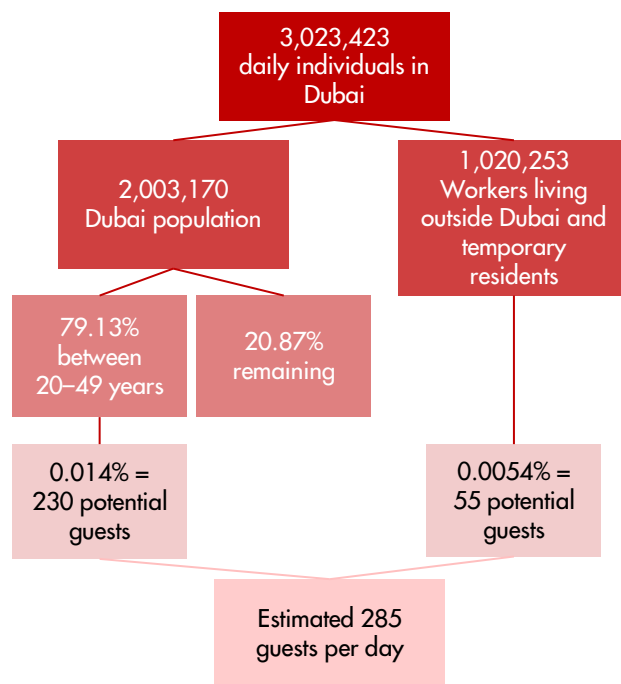 3,023,423
daily individuals in
Dubai
2,003,170
Dubai population
1,020,253
Workers living
outside Dubai and
temporary
residents
79.13%
between
20–49 years
20.87%
remaining
0.014% =
230 potential
guests
0.0054% =
55 potential
guests
Estimated 285
guests per day